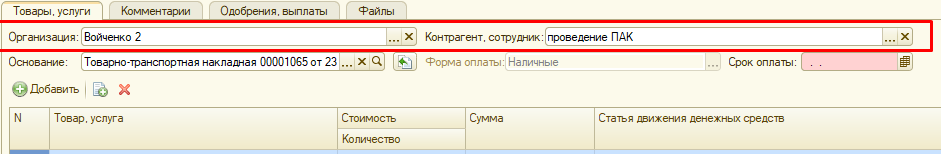 Товары, услуги Комментарии Одобрения, выплаты Файлы
Организация: Войченко 2 ... Контрагент, сотрудник: проведение ПАК ...
Основание: Товарно-транспортная накладная 00001065 от 23 ... Форма оплаты: Наличные ... Срок оплаты: . .
Добавить
N Товар, услуга Стоимость Сумма Статья движения денежных средств
Количество